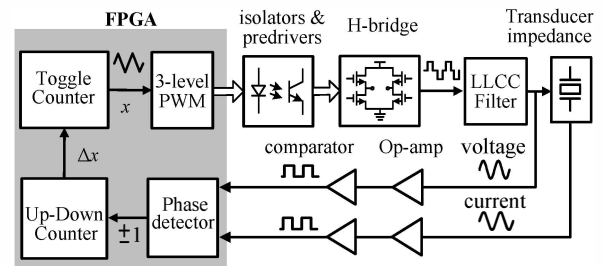 FPGA
isolators &
predrivers
H-bridge
Transducer
impedance
Toggle
Counter
x
3-level
PWM
LLCC
Filter
Δx
comparator
Op-amp
voltage
current
Up-Down
Counter
±1
Phase
detector